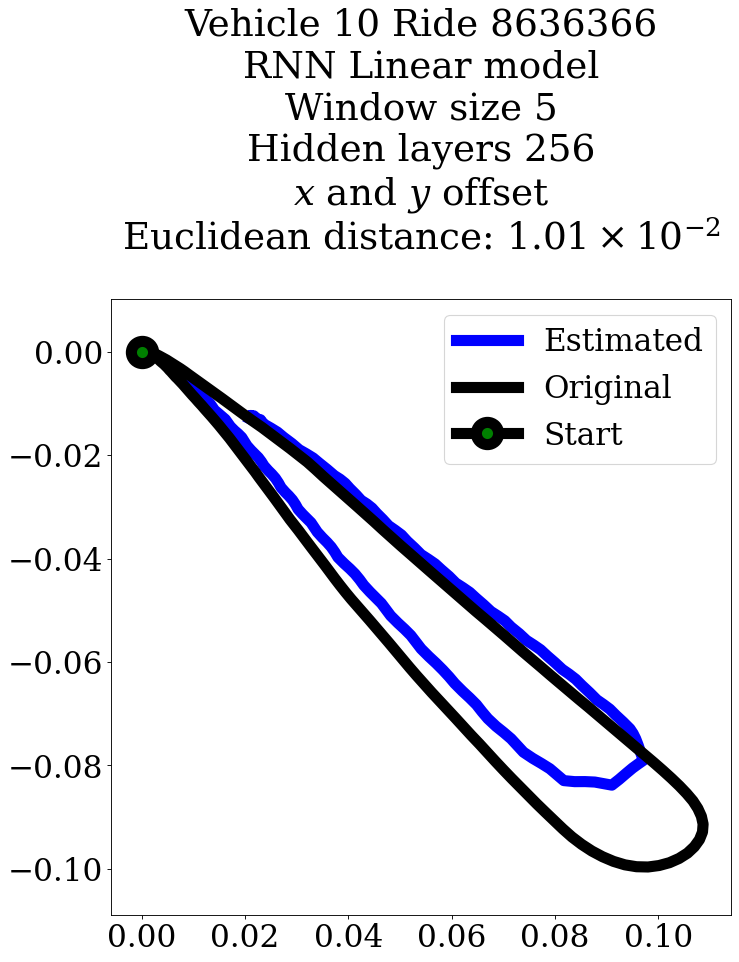 Vehicle 10 Ride 8636366
RNN Linear model
Window size 5
Hidden layers 256
x and y offset
Euclidean distance: 1.01 × 10⁻²
Estimated
Original
Start
0.00
−0.02
−0.04
−0.06
−0.08
−0.10
0.00 0.02 0.04 0.06 0.08 0.10